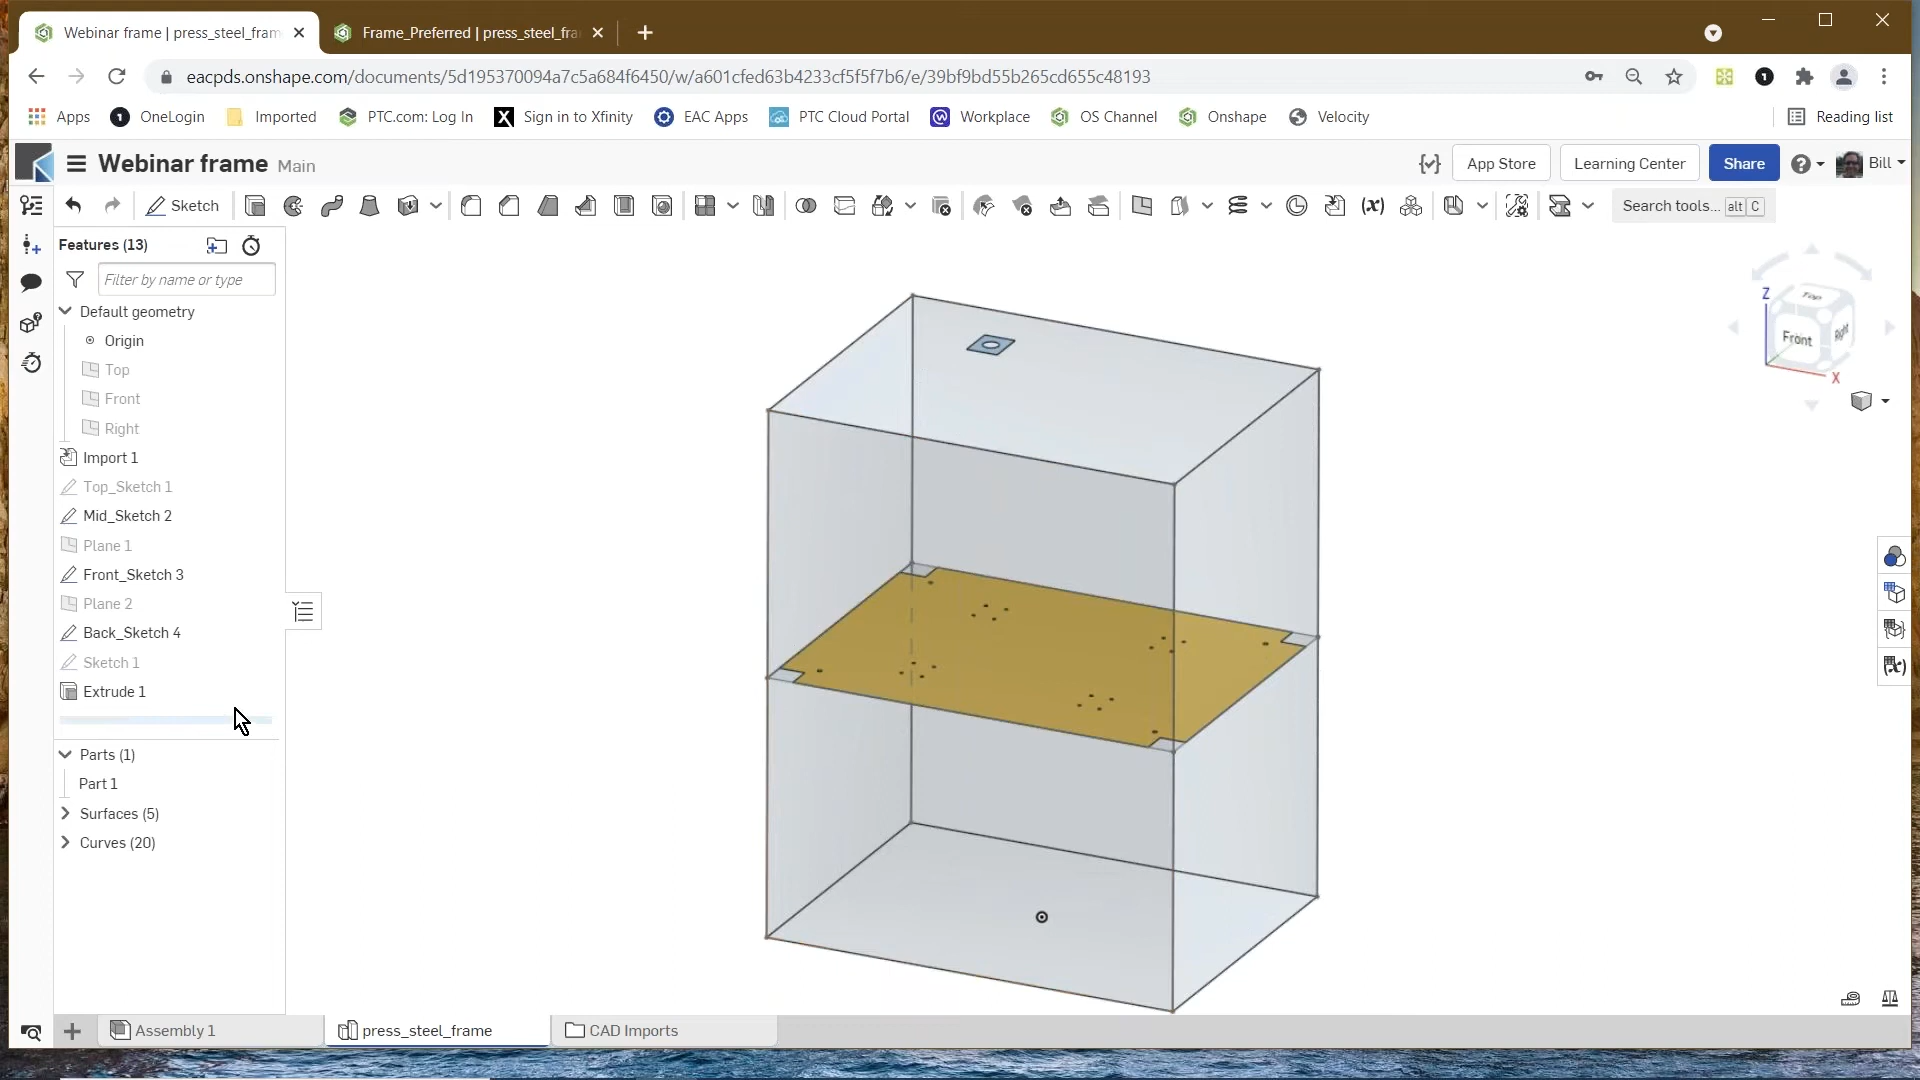 Webinar frame | press_steel_fram
Frame_Preferred | press_steel_fra
eacpds.onshape.com/documents/5d195370094a7c5a684f6450/w/a601cfed63b4233cf5f5f7b6/e/39bf9bd55b265cd655c48193
Apps
OneLogin
Imported
PTC.com: Log In
Sign in to Xfinity
EAC Apps
PTC Cloud Portal
Workplace
OS Channel
Onshape
Velocity
Reading list
Webinar frame Main
App Store
Learning Center
Share
Bill
Sketch
Search tools... alt C
Features (13)
Filter by name or type
Default geometry
Origin
Top
Front
Right
Import 1
Top_Sketch 1
Mid_Sketch 2
Plane 1
Front_Sketch 3
Plane 2
Back_Sketch 4
Sketch 1
Extrude 1
Parts (1)
Part 1
Surfaces (5)
Curves (20)
Z
Top
Front
Right
X
Assembly 1
press_steel_frame
CAD Imports